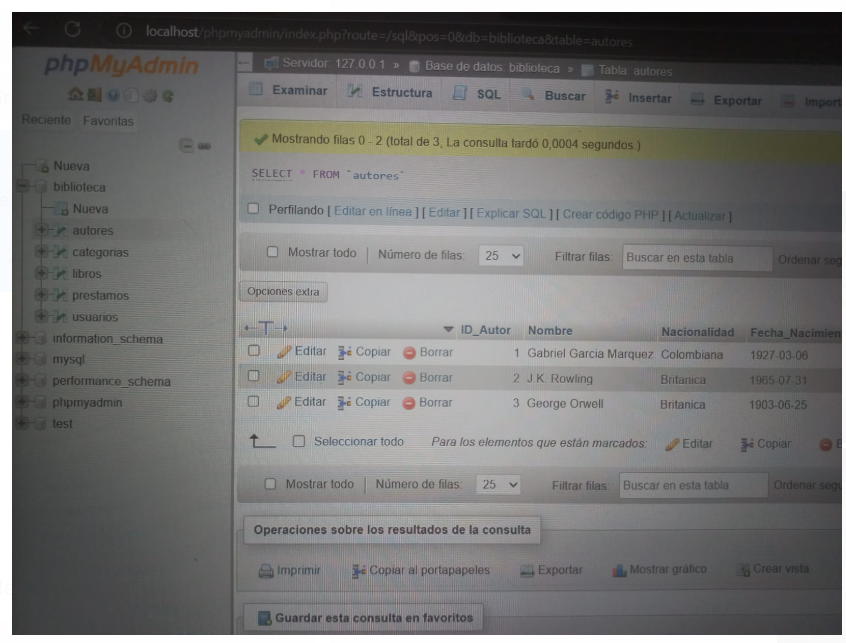 localhost/phpmyadmin/index.php?route=/sql&pos=0&db=biblioteca&table=autores
phpMyAdmin
Reciente Favoritas
Nueva
biblioteca
Nueva
autores
categorias
libros
prestamos
usuarios
information_schema
mysql
performance_schema
phpmyadmin
test
Servidor: 127.0.0.1 » Base de datos: biblioteca » Tabla: autores
Examinar Estructura SQL Buscar Insertar Exportar Import
Mostrando filas 0 - 2 (total de 3, La consulta tardó 0,0004 segundos.)
SELECT * FROM `autores`
Perfilando [ Editar en línea ] [ Editar ] [ Explicar SQL ] [ Crear código PHP ] [ Actualizar ]
Mostrar todo | Número de filas: 25 Filtrar filas: Buscar en esta tabla Ordenar seg
Opciones extra
←T→ ID_Autor Nombre Nacionalidad Fecha_Nacimien
Editar Copiar Borrar 1 Gabriel Garcia Marquez Colombiana 1927-03-06
Editar Copiar Borrar 2 J.K. Rowling Britanica 1965-07-31
Editar Copiar Borrar 3 George Orwell Britanica 1903-06-25
Seleccionar todo Para los elementos que están marcados: Editar Copiar B
Mostrar todo | Número de filas: 25 Filtrar filas: Buscar en esta tabla Ordenar segu
Operaciones sobre los resultados de la consulta
Imprimir Copiar al portapapeles Exportar Mostrar gráfico Crear vista
Guardar esta consulta en favoritos